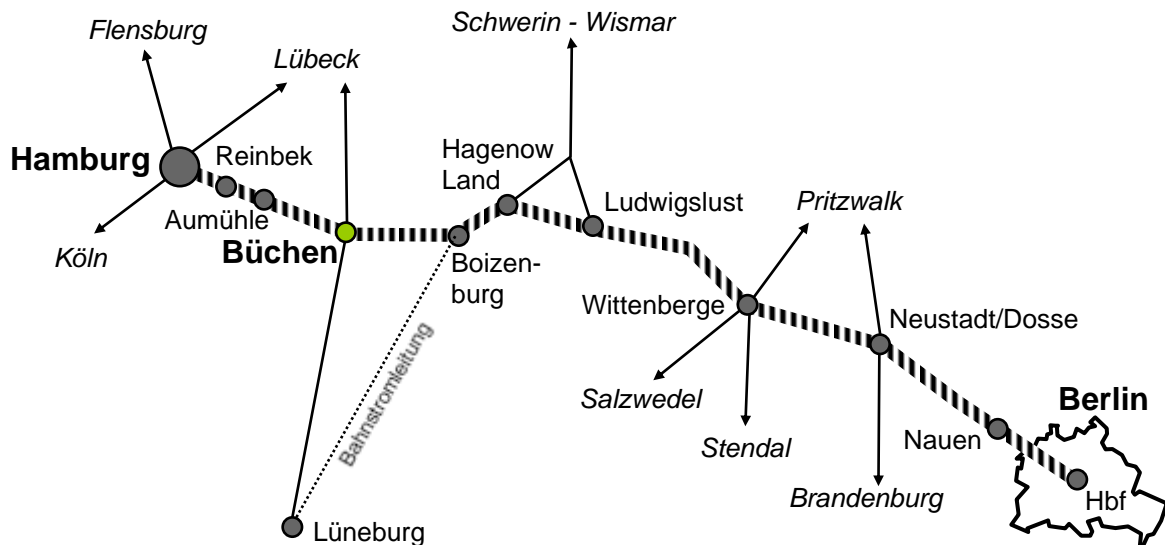 Schwerin - Wismar
Flensburg
Lübeck
Hamburg
Reinbek
Hagenow
Land
Aumühle
Ludwigslust
Pritzwalk
Köln
Büchen
Boizen-
burg
Wittenberge
Neustadt/Dosse
Bahnstromleitung
Salzwedel
Berlin
Stendal
Nauen
Brandenburg
Hbf
Lüneburg